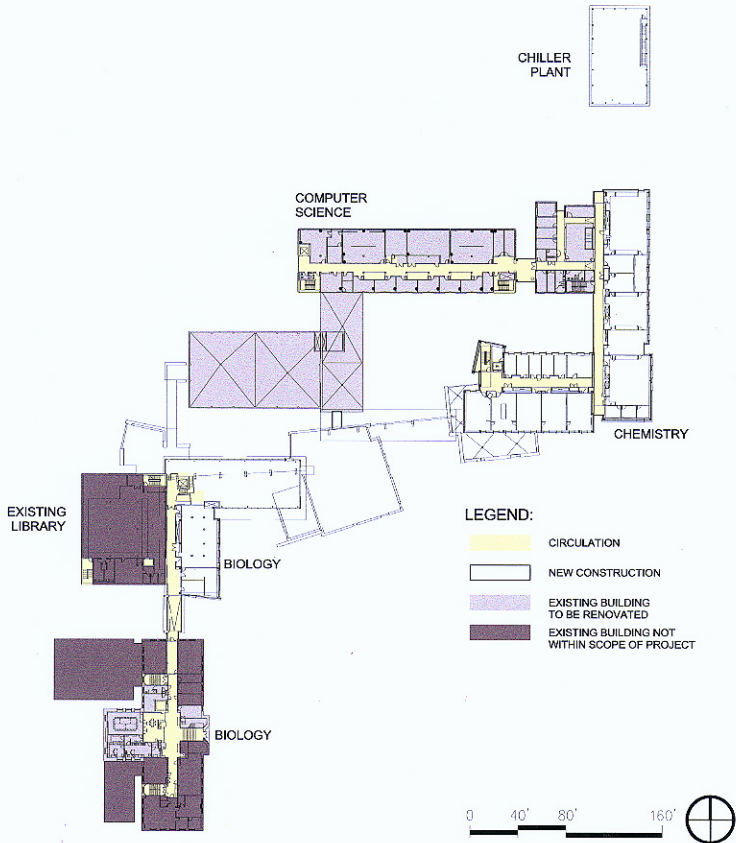 CHILLER
PLANT
COMPUTER
SCIENCE
CHEMISTRY
EXISTING
LIBRARY
BIOLOGY
LEGEND:
CIRCULATION
NEW CONSTRUCTION
EXISTING BUILDING
TO BE RENOVATED
EXISTING BUILDING NOT
WITHIN SCOPE OF PROJECT
BIOLOGY
0 40' 80' 160'